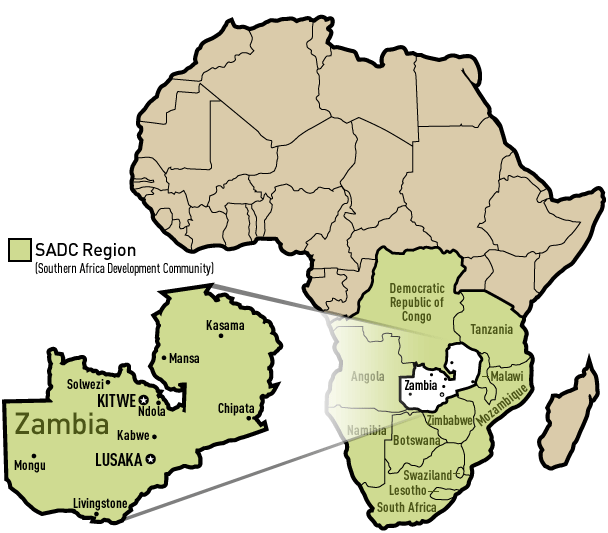 SADC Region
(Southern Africa Development Community)
Democratic
Republic of
Congo
Tanzania
Angola
Zambia
Malawi
Mozambique
Zimbabwe
Namibia
Botswana
Swaziland
Lesotho
South Africa
Kasama
Mansa
Solwezi
KITWE
Ndola
Chipata
Zambia
Kabwe
LUSAKA
Mongu
Livingstone